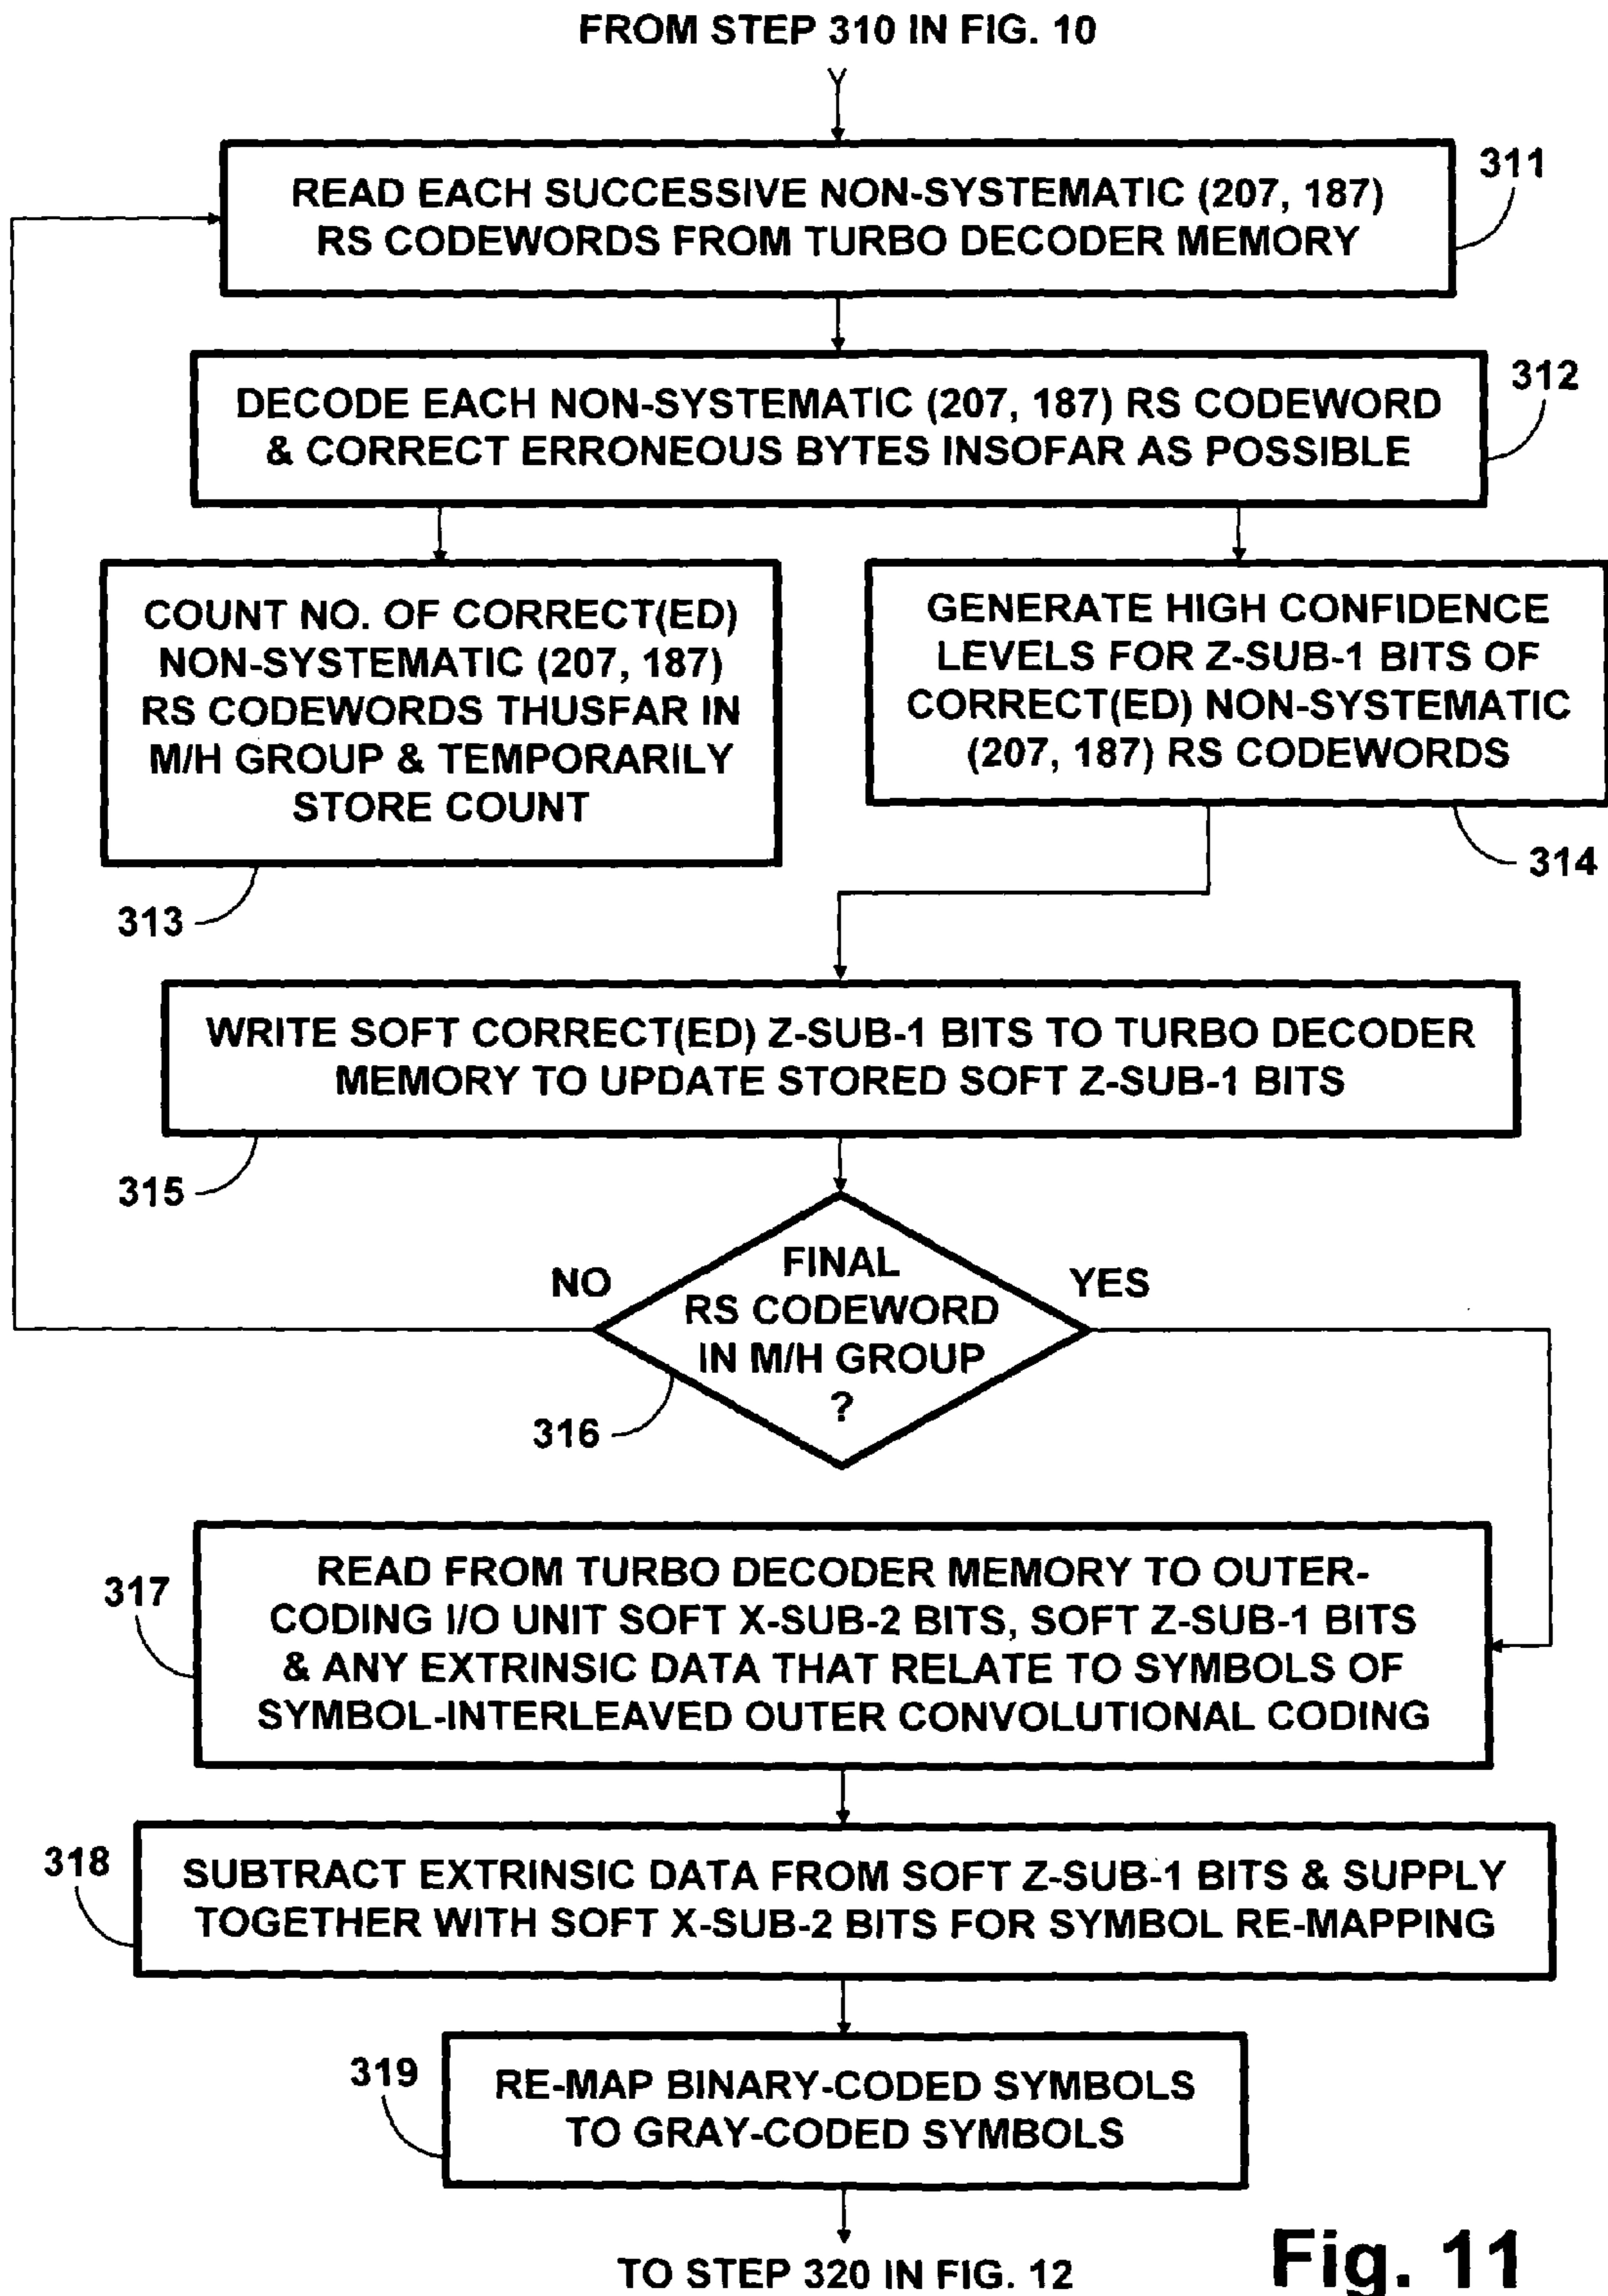 FROM STEP 310 IN FIG. 10
READ EACH SUCCESSIVE NON-SYSTEMATIC (207, 187)
RS CODEWORDS FROM TURBO DECODER MEMORY
311
DECODE EACH NON-SYSTEMATIC (207, 187) RS CODEWORD
& CORRECT ERRONEOUS BYTES INSOFAR AS POSSIBLE
312
COUNT NO. OF CORRECT(ED)
NON-SYSTEMATIC (207, 187)
RS CODEWORDS THUSFAR IN
M/H GROUP & TEMPORARILY
STORE COUNT
313
GENERATE HIGH CONFIDENCE
LEVELS FOR Z-SUB-1 BITS OF
CORRECT(ED) NON-SYSTEMATIC
(207, 187) RS CODEWORDS
314
WRITE SOFT CORRECT(ED) Z-SUB-1 BITS TO TURBO DECODER
MEMORY TO UPDATE STORED SOFT Z-SUB-1 BITS
315
NO
FINAL
RS CODEWORD
IN M/H GROUP
?
YES
316
317
READ FROM TURBO DECODER MEMORY TO OUTER-
CODING I/O UNIT SOFT X-SUB-2 BITS, SOFT Z-SUB-1 BITS
& ANY EXTRINSIC DATA THAT RELATE TO SYMBOLS OF
SYMBOL-INTERLEAVED OUTER CONVOLUTIONAL CODING
318
SUBTRACT EXTRINSIC DATA FROM SOFT Z-SUB-1 BITS & SUPPLY
TOGETHER WITH SOFT X-SUB-2 BITS FOR SYMBOL RE-MAPPING
319
RE-MAP BINARY-CODED SYMBOLS
TO GRAY-CODED SYMBOLS
TO STEP 320 IN FIG. 12
Fig. 11